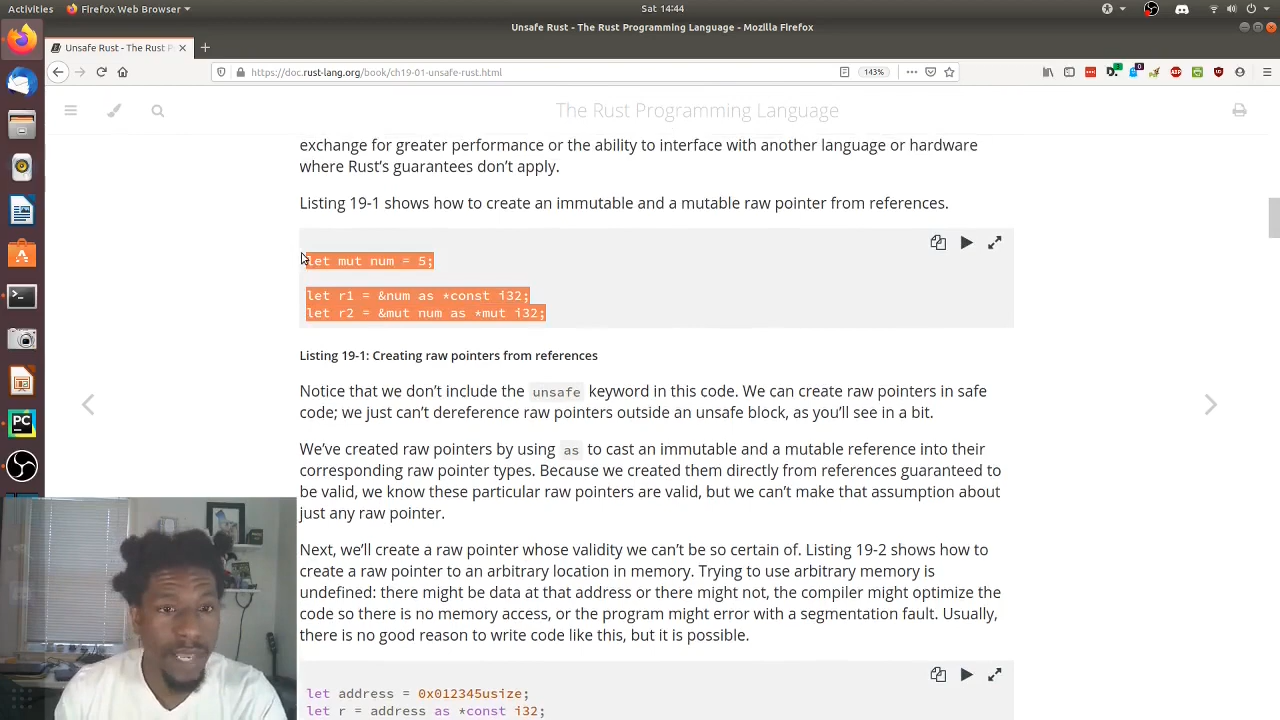 Activities
Firefox Web Browser
Sat 14:44
Unsafe Rust - The Rust Programming Language - Mozilla Firefox
Unsafe Rust - The Rust P
https://doc.rust-lang.org/book/ch19-01-unsafe-rust.html
143%
The Rust Programming Language
exchange for greater performance or the ability to interface with another language or hardware
where Rust’s guarantees don’t apply.
Listing 19-1 shows how to create an immutable and a mutable raw pointer from references.
let mut num = 5;
let r1 = &num as *const i32;
let r2 = &mut num as *mut i32;
Listing 19-1: Creating raw pointers from references
Notice that we don’t include the unsafe keyword in this code. We can create raw pointers in safe
code; we just can’t dereference raw pointers outside an unsafe block, as you’ll see in a bit.
We’ve created raw pointers by using as to cast an immutable and a mutable reference into their
corresponding raw pointer types. Because we created them directly from references guaranteed to
be valid, we know these particular raw pointers are valid, but we can’t make that assumption about
just any raw pointer.
Next, we’ll create a raw pointer whose validity we can’t be so certain of. Listing 19-2 shows how to
create a raw pointer to an arbitrary location in memory. Trying to use arbitrary memory is
undefined: there might be data at that address or there might not, the compiler might optimize the
code so there is no memory access, or the program might error with a segmentation fault. Usually,
there is no good reason to write code like this, but it is possible.
let address = 0x012345usize;
let r = address as *const i32;